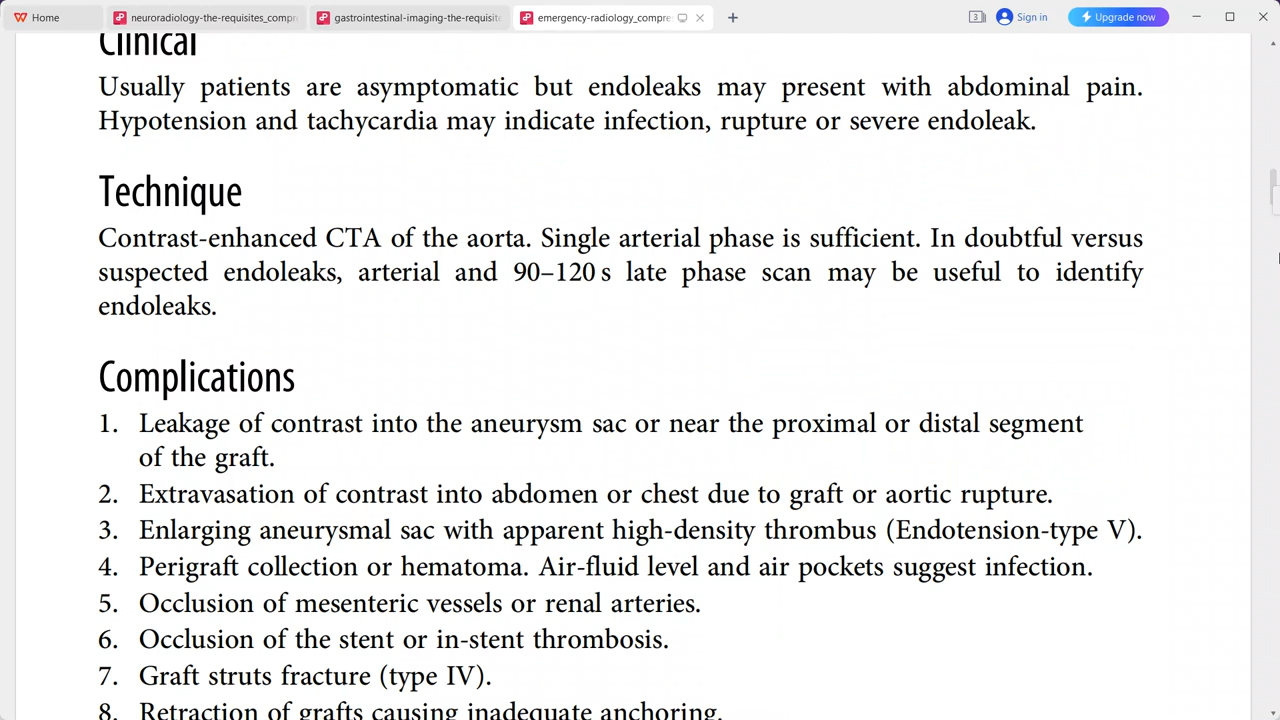 Home
neuroradiology-the-requisites_compre
gastrointestinal-imaging-the-requisite
emergency-radiology_compre
3
Sign in
Upgrade now
Clinical
Usually patients are asymptomatic but endoleaks may present with abdominal pain.
Hypotension and tachycardia may indicate infection, rupture or severe endoleak.
Technique
Contrast-enhanced CTA of the aorta. Single arterial phase is sufficient. In doubtful versus
suspected endoleaks, arterial and 90–120 s late phase scan may be useful to identify
endoleaks.
Complications
1. Leakage of contrast into the aneurysm sac or near the proximal or distal segment
of the graft.
2. Extravasation of contrast into abdomen or chest due to graft or aortic rupture.
3. Enlarging aneurysmal sac with apparent high-density thrombus (Endotension-type V).
4. Perigraft collection or hematoma. Air-fluid level and air pockets suggest infection.
5. Occlusion of mesenteric vessels or renal arteries.
6. Occlusion of the stent or in-stent thrombosis.
7. Graft struts fracture (type IV).
8. Retraction of grafts causing inadequate anchoring.